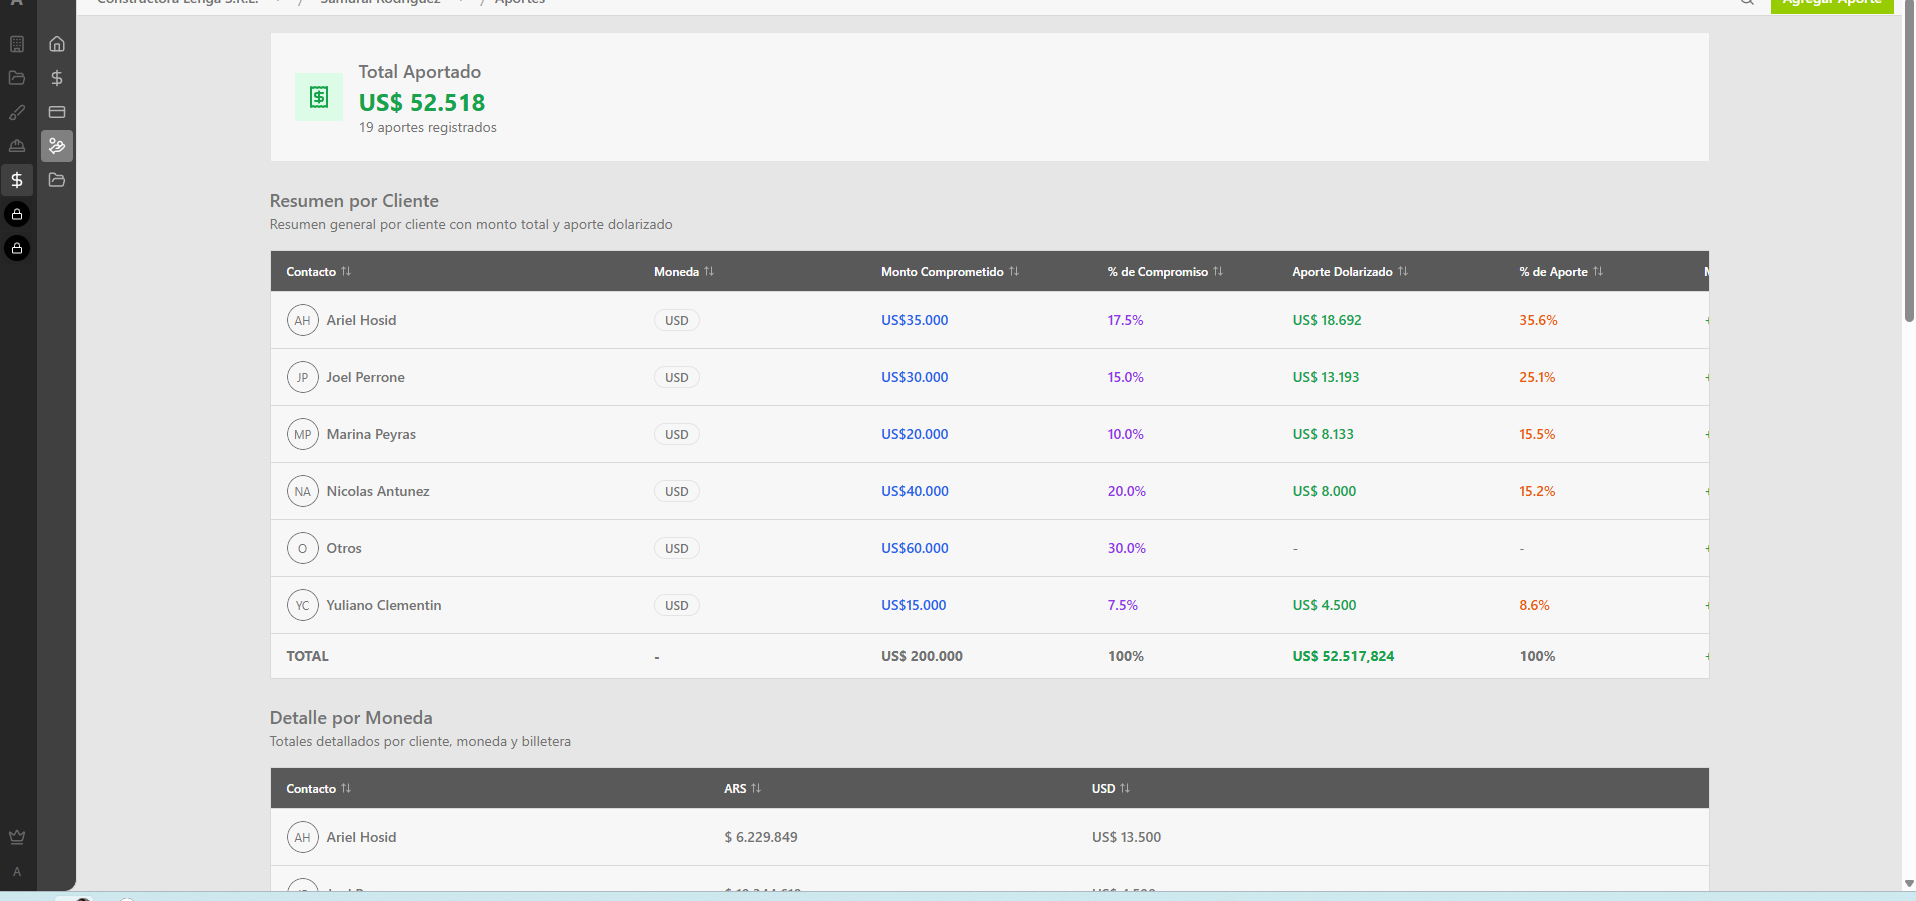 Constructora Lenga S.R.L. / Samurai Rodriguez / Aportes
Agregar Aporte
Total Aportado
US$ 52.518
19 aportes registrados
Resumen por Cliente
Resumen general por cliente con monto total y aporte dolarizado
Contacto Moneda Monto Comprometido % de Compromiso Aporte Dolarizado % de Aporte
AH Ariel Hosid USD US$35.000 17.5% US$ 18.692 35.6%
JP Joel Perrone USD US$30.000 15.0% US$ 13.193 25.1%
MP Marina Peyras USD US$20.000 10.0% US$ 8.133 15.5%
NA Nicolas Antunez USD US$40.000 20.0% US$ 8.000 15.2%
O Otros USD US$60.000 30.0% - -
YC Yuliano Clementin USD US$15.000 7.5% US$ 4.500 8.6%
TOTAL - US$ 200.000 100% US$ 52.517,824 100%
Detalle por Moneda
Totales detallados por cliente, moneda y billetera
Contacto ARS USD
AH Ariel Hosid $ 6.229.849 US$ 13.500
A